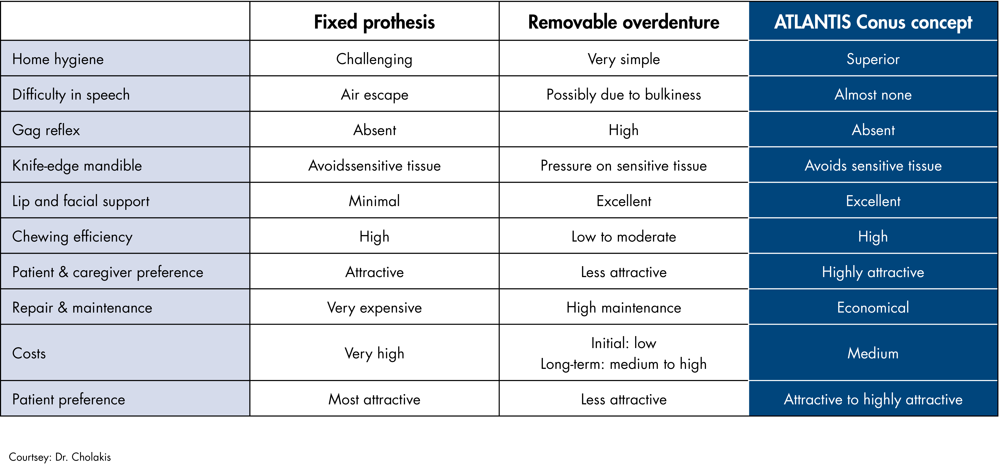 Fixed prothesis Removable overdenture ATLANTIS Conus concept
Home hygiene Challenging Very simple Superior
Difficulty in speech Air escape Possibly due to bulkiness Almost none
Gag reflex Absent High Absent
Knife-edge mandible Avoidssensitive tissue Pressure on sensitive tissue Avoids sensitive tissue
Lip and facial support Minimal Excellent Excellent
Chewing efficiency High Low to moderate High
Patient & caregiver preference Attractive Less attractive Highly attractive
Repair & maintenance Very expensive High maintenance Economical
Costs Very high Initial: low
Long-term: medium to high Medium
Patient preference Most attractive Less attractive Attractive to highly attractive
Courtsey: Dr. Cholakis